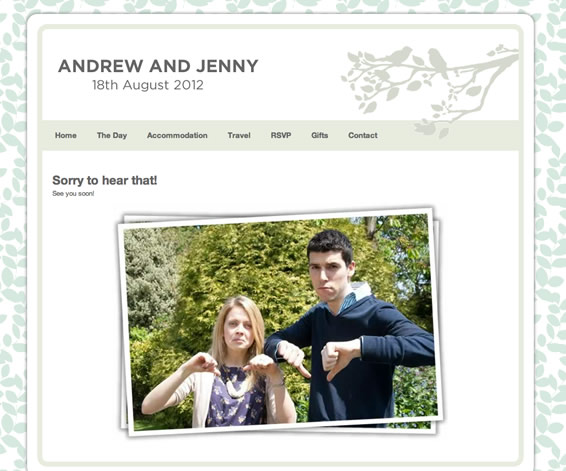 ANDREW AND JENNY
18th August 2012
Home The Day Accommodation Travel RSVP Gifts Contact
Sorry to hear that!
See you soon!